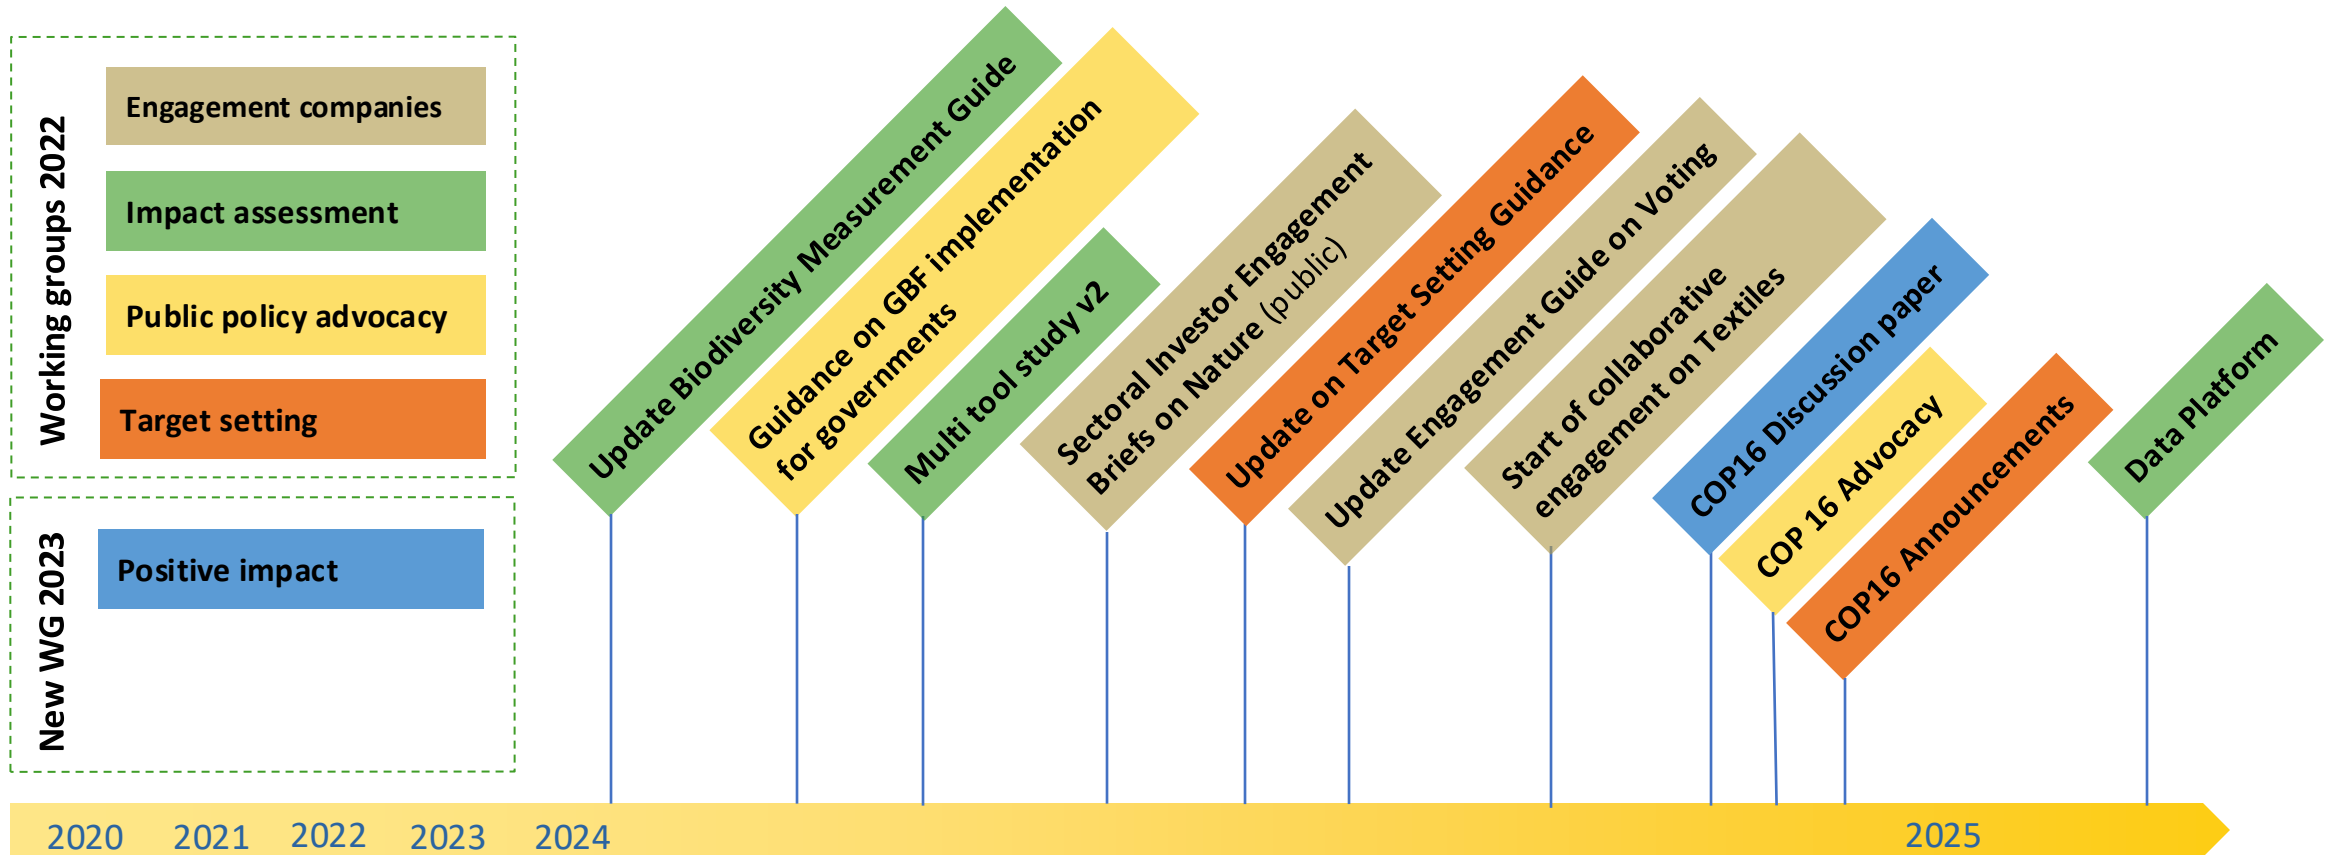 Working groups 2022
Engagement companies
Impact assessment
Public policy advocacy
Target setting
New WG 2023
Positive impact
Update Biodiversity Measurement Guide
Guidance on GBF implementation
for governments
Multi tool study v2
Sectoral Investor Engagement
Briefs on Nature (public)
Update on Target Setting Guidance
Update Engagement Guide on Voting
Start of collaborative
engagement on Textiles
COP16 Discussion paper
COP 16 Advocacy
COP16 Announcements
Data Platform
2020 2021 2022 2023 2024 2025